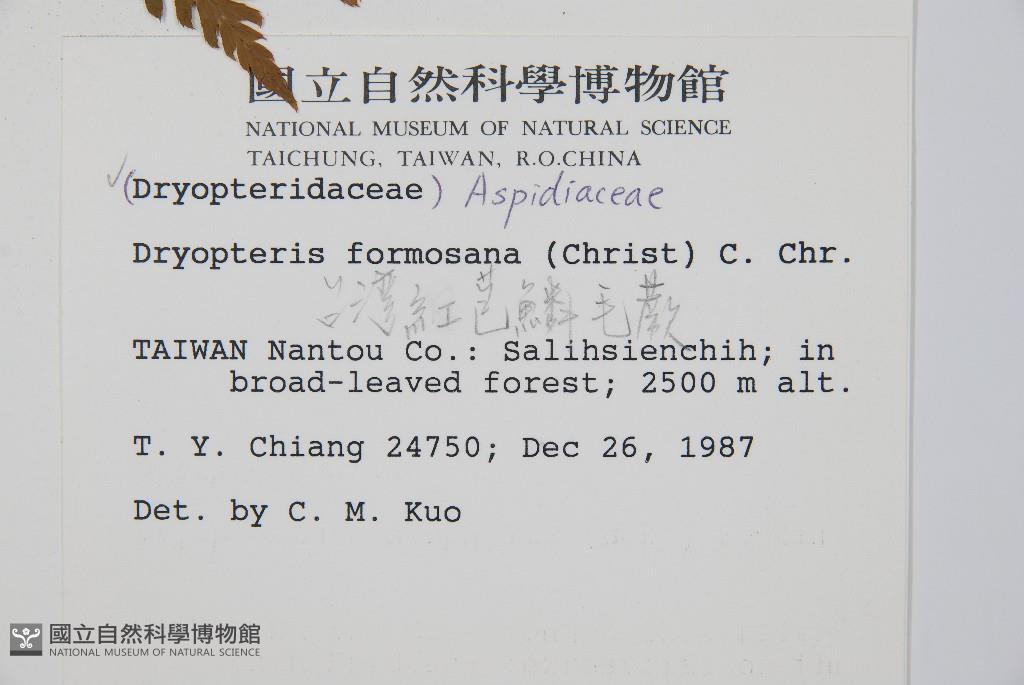 國立自然科學博物館
NATIONAL MUSEUM OF NATURAL SCIENCE
TAICHUNG, TAIWAN, R.O.CHINA
✓(Dryopteridaceae) Aspidiaceae
Dryopteris formosana (Christ) C. Chr.
台灣紅苞鱗毛蕨
TAIWAN Nantou Co.: Salihsienchih; in
broad-leaved forest; 2500 m alt.
T. Y. Chiang 24750; Dec 26, 1987
Det. by C. M. Kuo
國立自然科學博物館
NATIONAL MUSEUM OF NATURAL SCIENCE